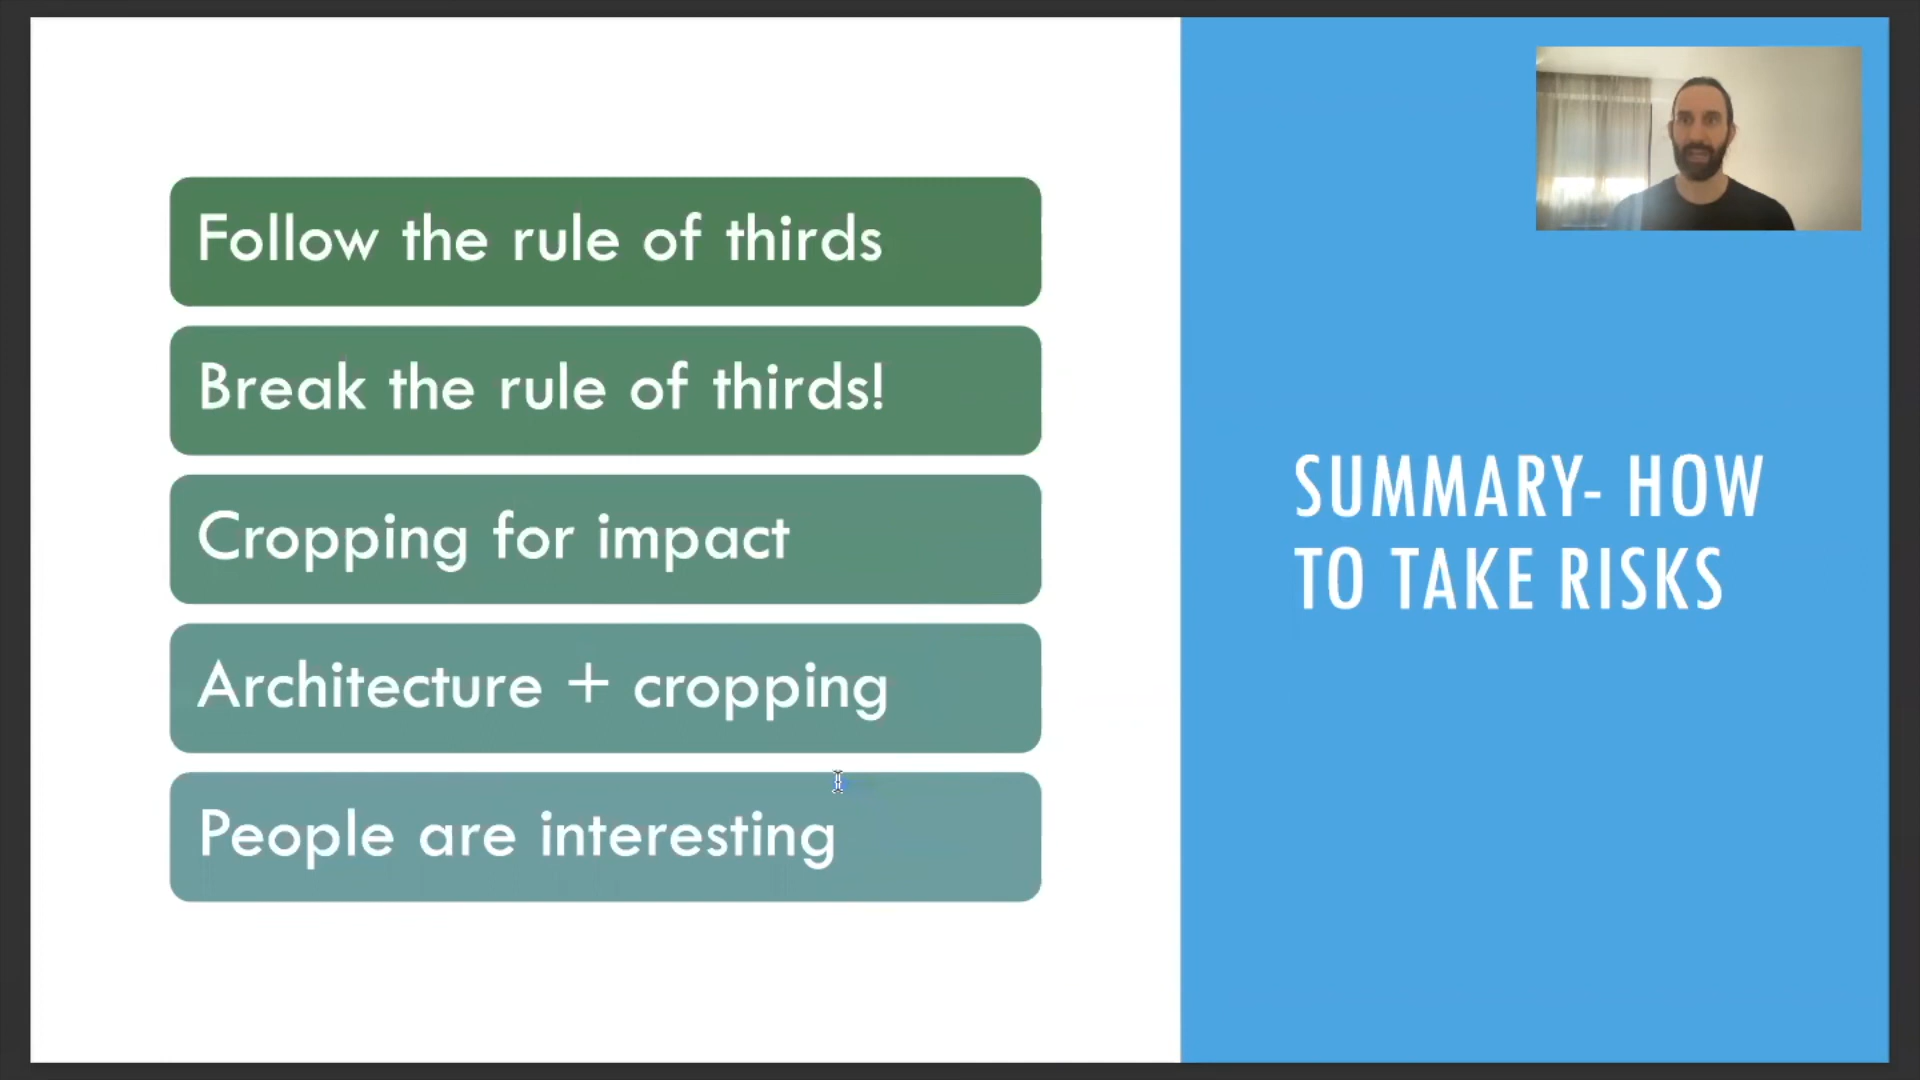 Follow the rule of thirds
Break the rule of thirds!
Cropping for impact
Architecture + cropping
People are interesting
SUMMARY- HOW
TO TAKE RISKS